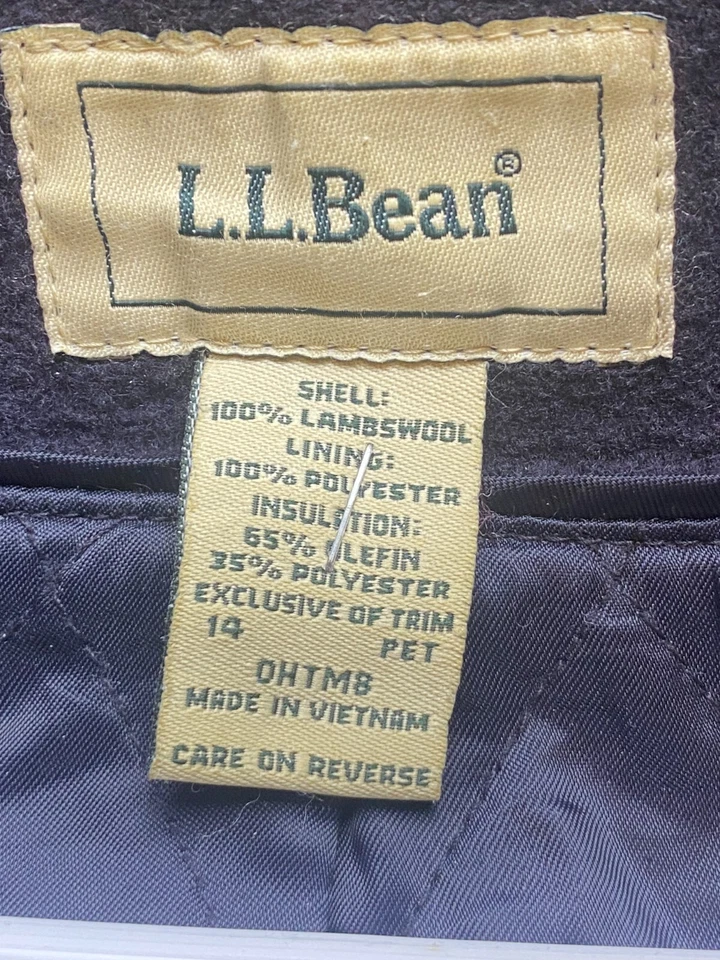 L.L.Bean®
SHELL:
100% LAMBSWOOL
LINING:
100% POLYESTER
INSULATION:
65% OLEFIN
35% POLYESTER
EXCLUSIVE OF TRIM
14 PET
OHTM8
MADE IN VIETNAM
CARE ON REVERSE